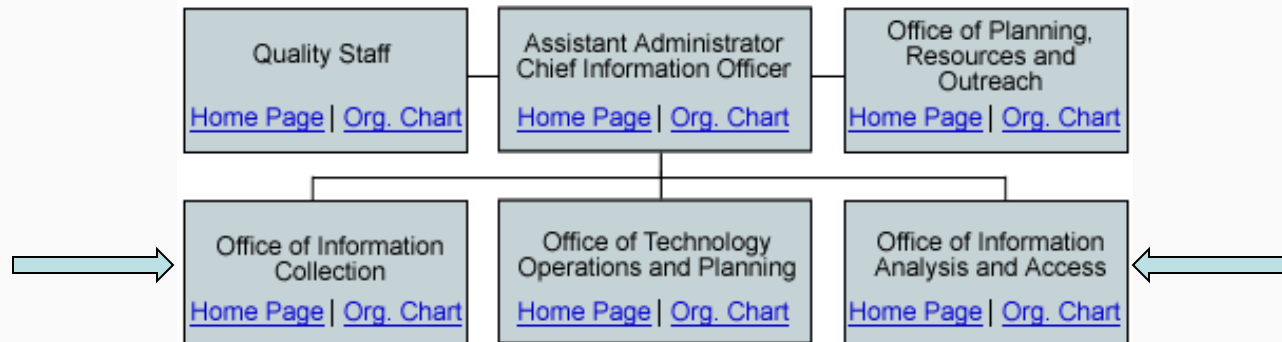 Quality Staff
Home Page | Org. Chart
Assistant Administrator
Chief Information Officer
Home Page | Org. Chart
Office of Planning,
Resources and
Outreach
Home Page | Org. Chart
Office of Information
Collection
Home Page | Org. Chart
Office of Technology
Operations and Planning
Home Page | Org. Chart
Office of Information
Analysis and Access
Home Page | Org. Chart